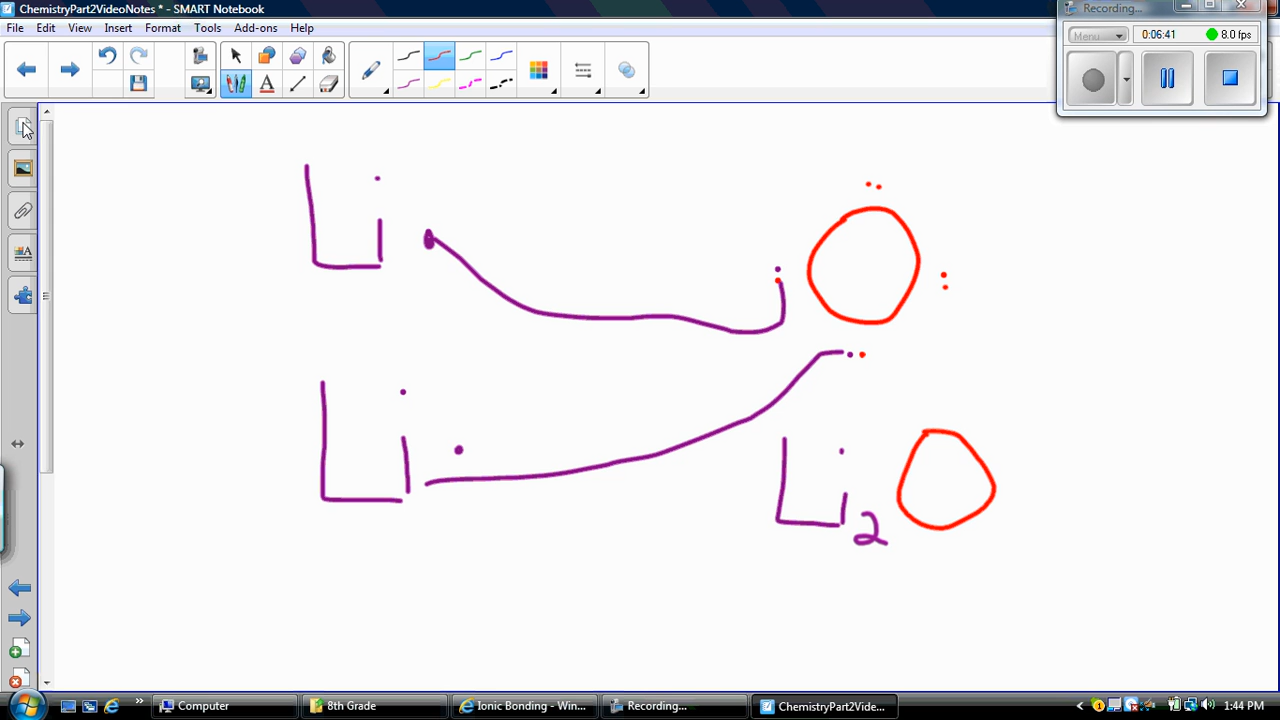 ChemistryPart2VideoNotes * - SMART Notebook
Recording...
File Edit View Insert Format Tools Add-ons Help
Menu 0:06:41 8.0 fps
A
Li O
Li
Li2O
Computer 8th Grade Ionic Bonding - Win... Recording... ChemistryPart2Vide... 1:44 PM